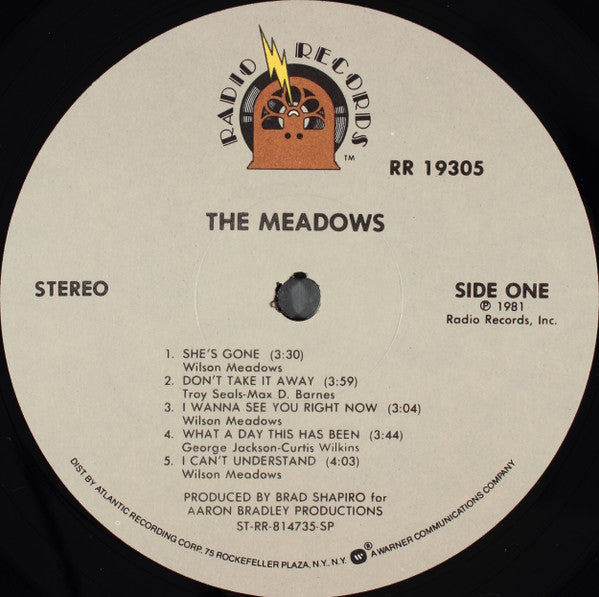 RADIO RECORDS
TM
RR 19305
THE MEADOWS
STEREO
SIDE ONE
℗ 1981
Radio Records, Inc.
1. SHE'S GONE (3:30)
Wilson Meadows
2. DON'T TAKE IT AWAY (3:59)
Troy Seals-Max D. Barnes
3. I WANNA SEE YOU RIGHT NOW (3:04)
Wilson Meadows
4. WHAT A DAY THIS HAS BEEN (3:44)
George Jackson-Curtis Wilkins
5. I CAN'T UNDERSTAND (4:03)
Wilson Meadows
PRODUCED BY BRAD SHAPIRO for
AARON BRADLEY PRODUCTIONS
ST-RR-814735-SP
DIST. BY ATLANTIC RECORDING CORP. 75 ROCKEFELLER PLAZA, N.Y., N.Y. W ® A WARNER COMMUNICATIONS COMPANY